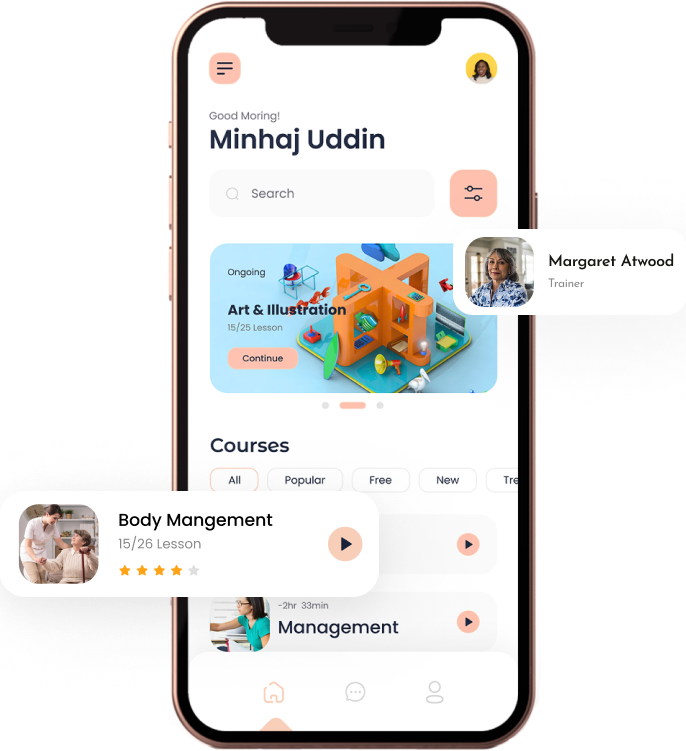 Good Moring!
Minhaj Uddin
Search
Ongoing
Art & Illustration
15/25 Lesson
Continue
Margaret Atwood
Trainer
Courses
All
Popular
Free
New
Tre
Body Mangement
15/26 Lesson
-2hr 33min
Management